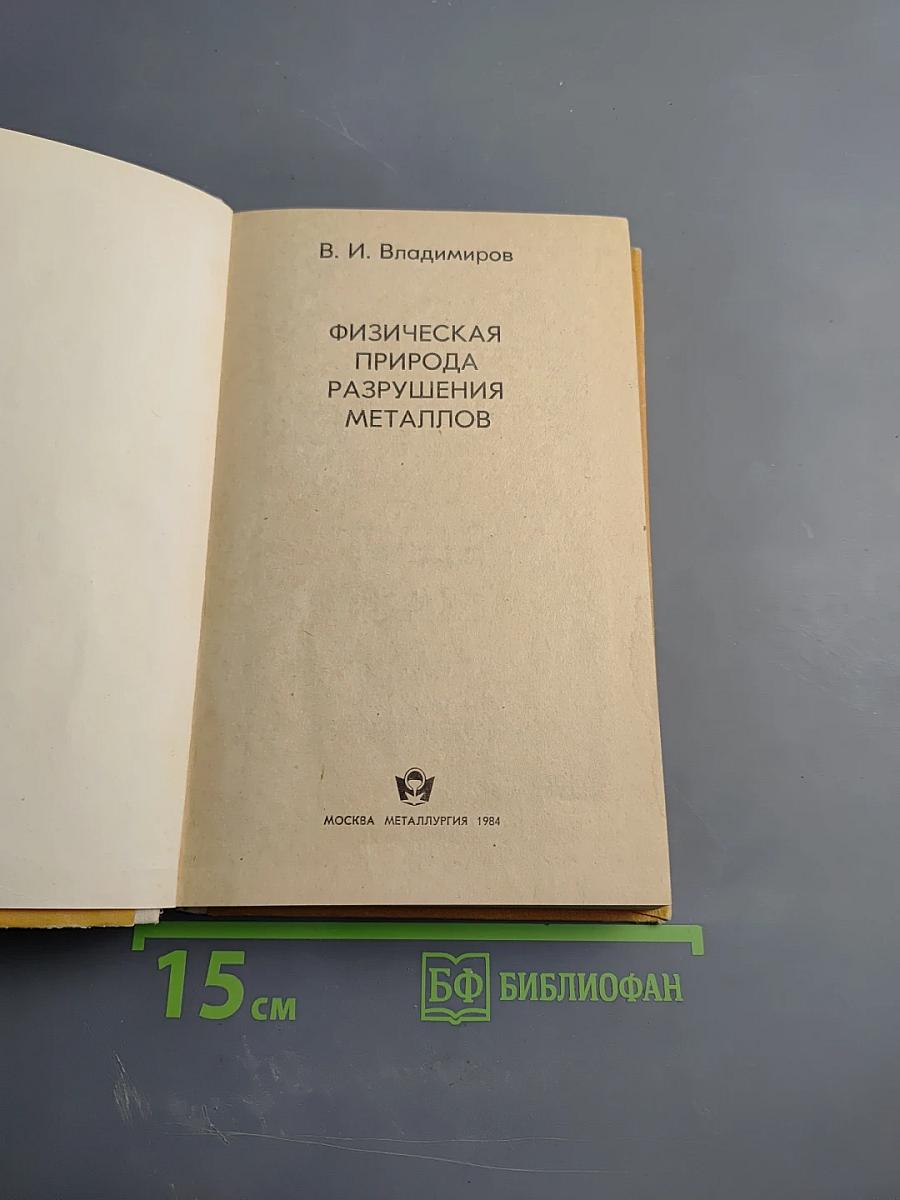 В. И. Владимиров
ФИЗИЧЕСКАЯ
ПРИРОДА
РАЗРУШЕНИЯ
МЕТАЛЛОВ
МОСКВА МЕТАЛЛУРГИЯ 1984
15 см
БФ БИБЛИОФАН